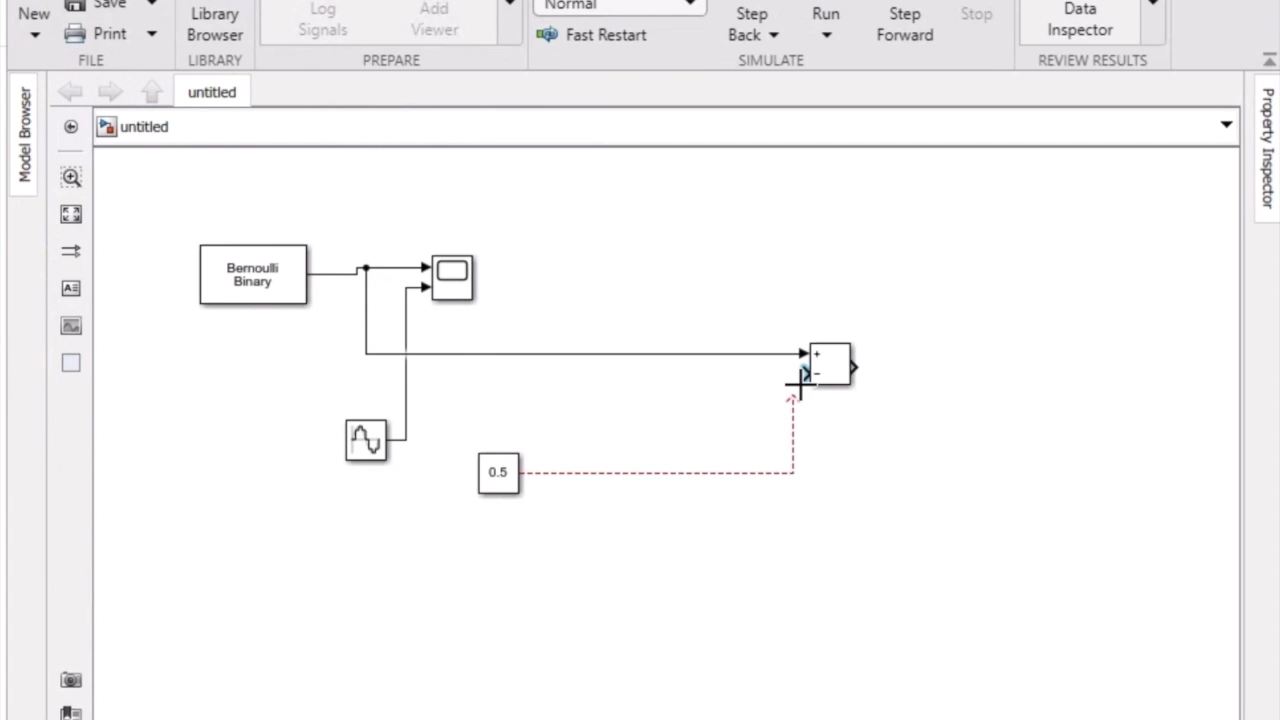 New
Save
Print
FILE
Library
Browser
LIBRARY
Log
Signals
Add
Viewer
PREPARE
Normal
Fast Restart
Step
Back
Run
Step
Forward
Stop
SIMULATE
Data
Inspector
REVIEW RESULTS
Model Browser
untitled
untitled
Property Inspector
Bernoulli
Binary
+
−
0.5